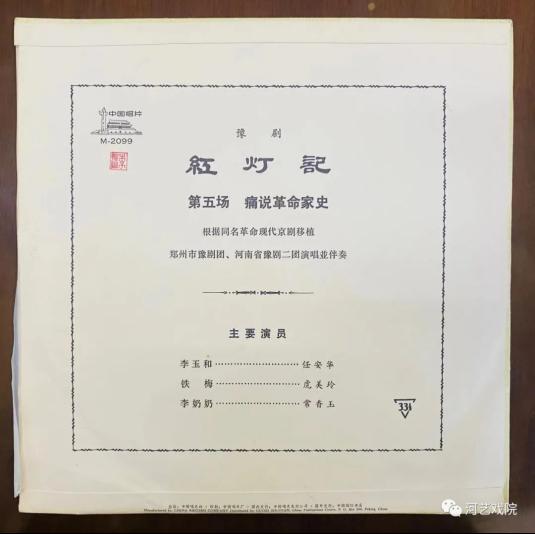 中国唱片
M-2099
豫 剧
紅灯記
第五场 痛说革命家史
根据同名革命现代京剧移植
郑州市豫剧团、河南省豫剧二团演唱並伴奏
主要演员
李玉和…………………………任安华
铁 梅…………………………虎美玲
李奶奶…………………………常香玉
33⅓
河艺戏院